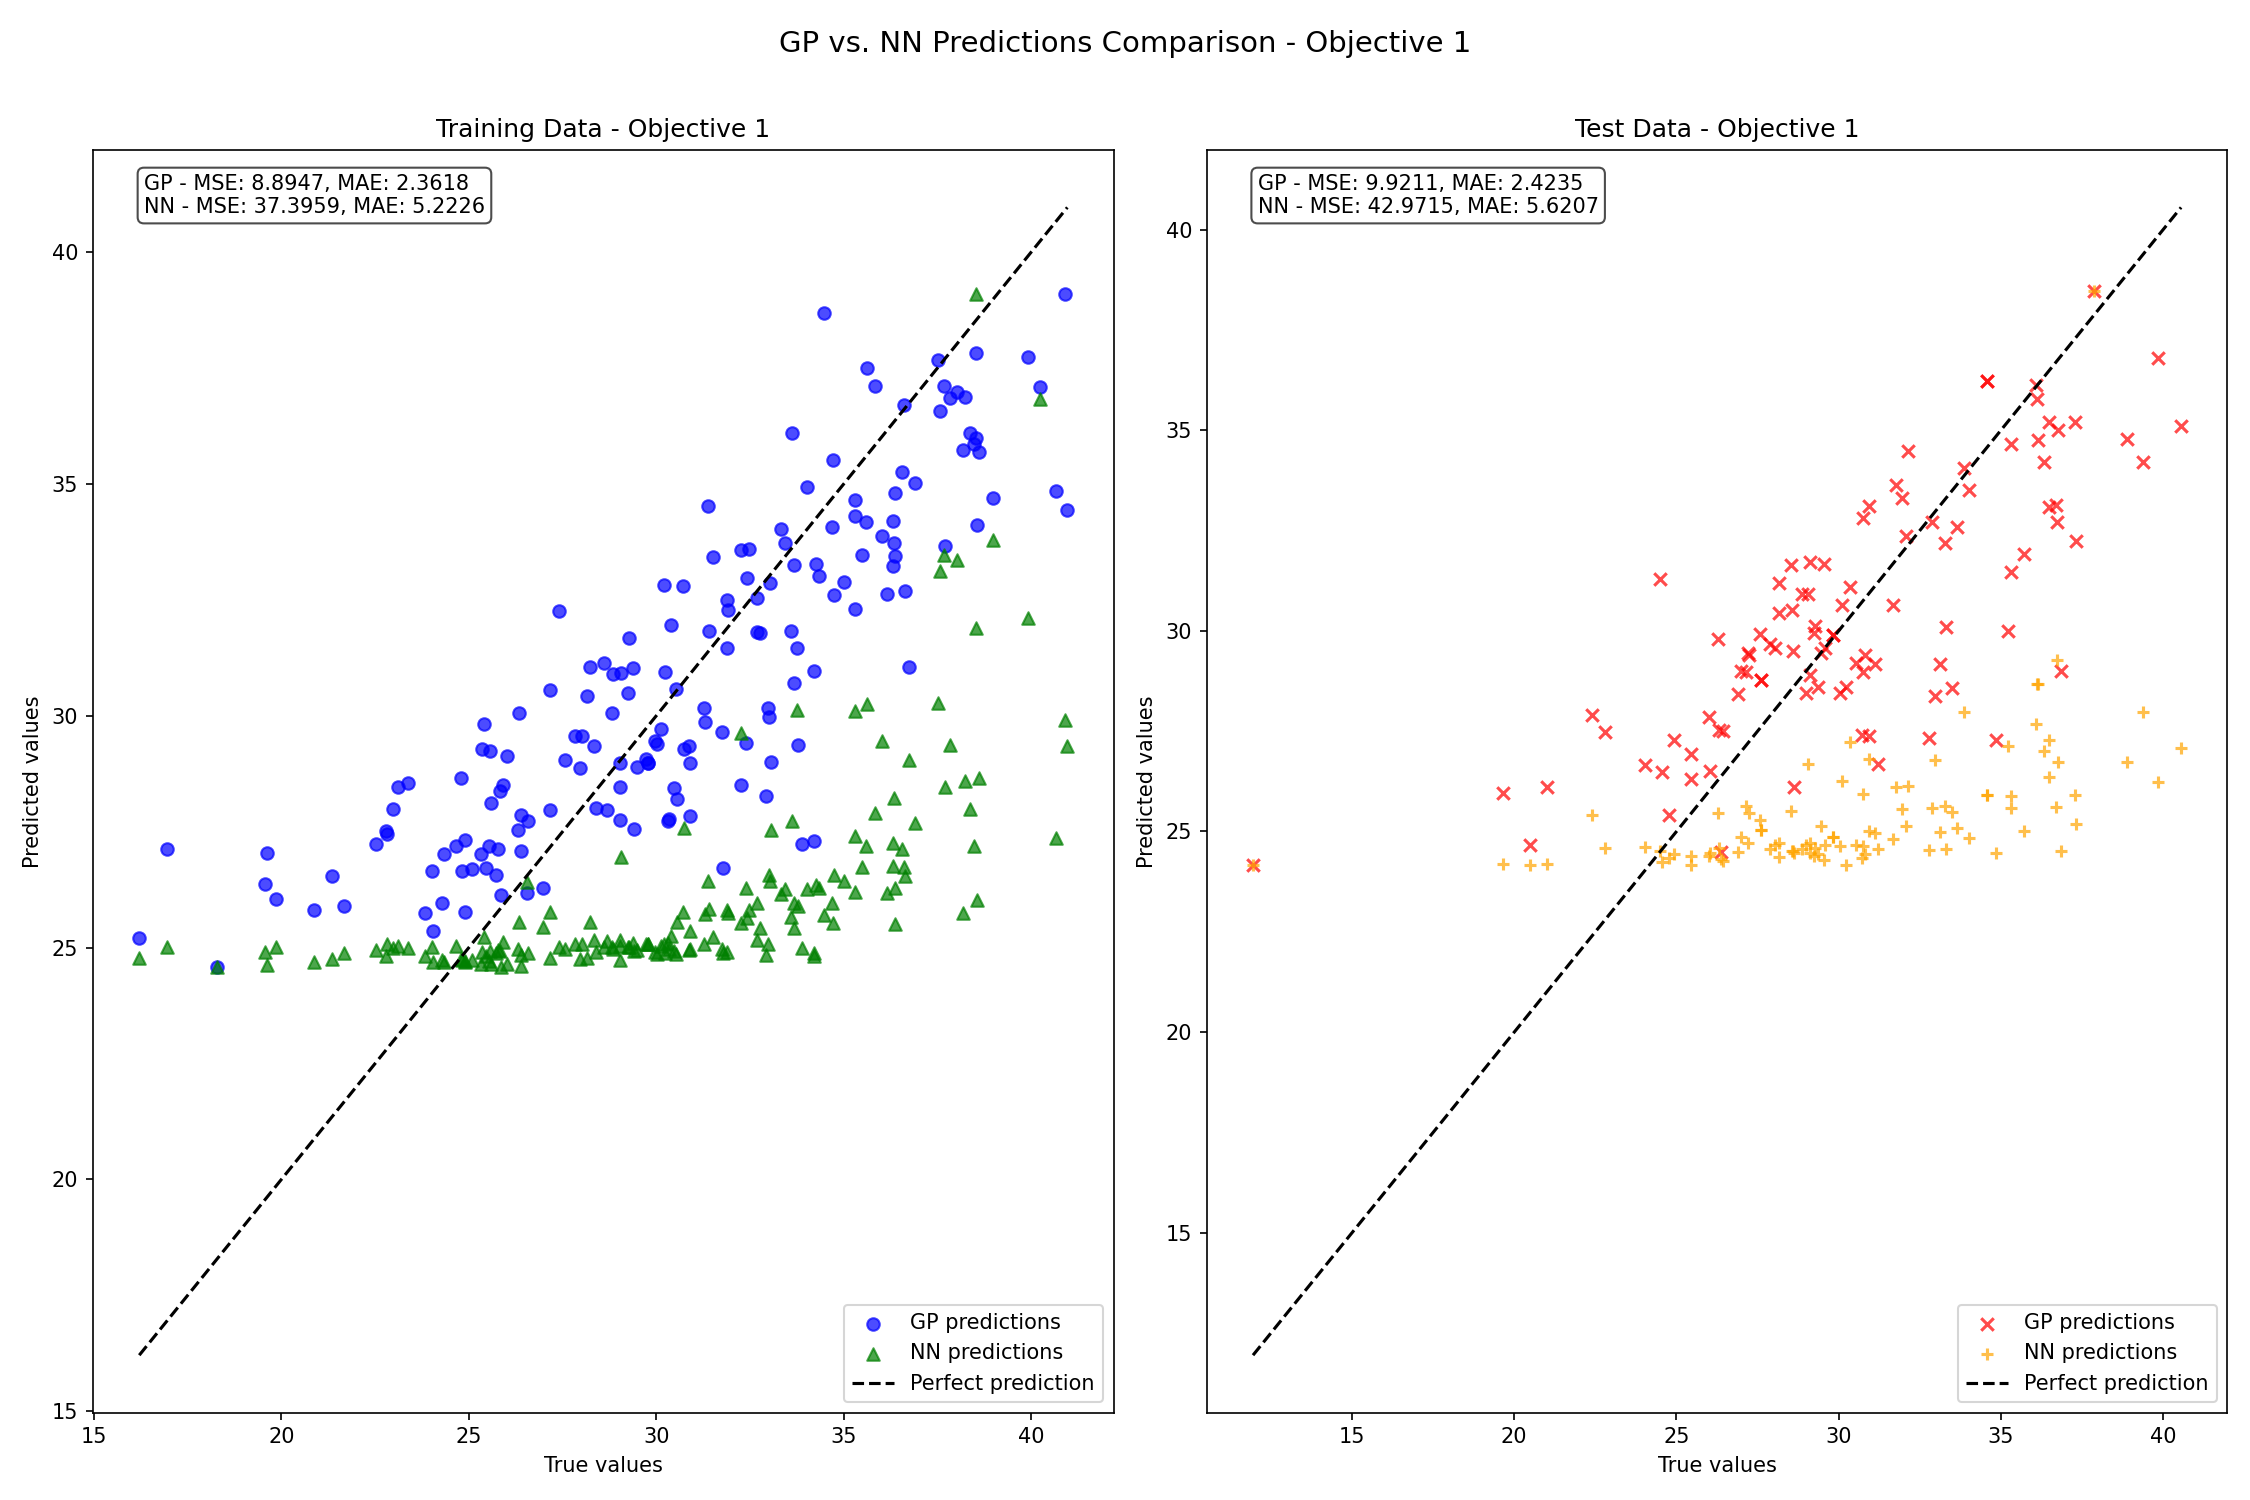 GP vs. NN Predictions Comparison - Objective 1
Training Data - Objective 1
GP - MSE: 8.8947, MAE: 2.3618
NN - MSE: 37.3959, MAE: 5.2226
Predicted values
40
35
30
25
20
15
15
20
25
30
35
40
True values
GP predictions
NN predictions
Perfect prediction
Test Data - Objective 1
GP - MSE: 9.9211, MAE: 2.4235
NN - MSE: 42.9715, MAE: 5.6207
Predicted values
40
35
30
25
20
15
15
20
25
30
35
40
True values
GP predictions
NN predictions
Perfect prediction